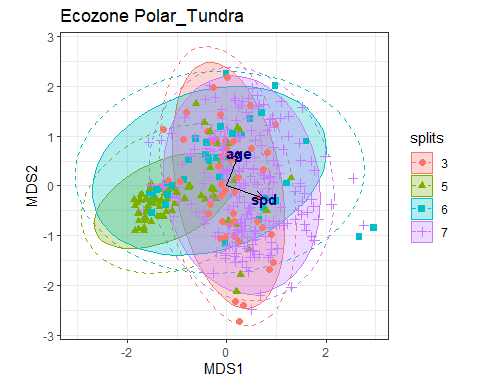 Ecozone Polar_Tundra
3
2
1
0
-1
-2
-3
MDS2
age
spd
-2
0
2
MDS1
splits
3
5
6
7